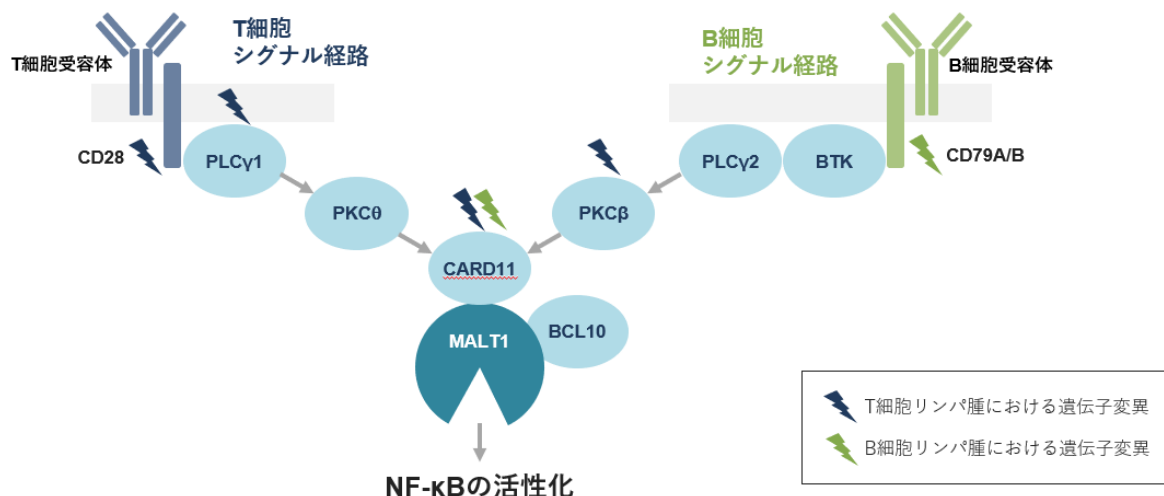 T細胞
シグナル経路
T細胞受容体
B細胞
シグナル経路
B細胞受容体
CD28
PLCγ1
PLCγ2
BTK
CD79A/B
PKCθ
PKCβ
CARD11
MALT1
BCL10
NF-κBの活性化
T細胞リンパ腫における遺伝子変異
B細胞リンパ腫における遺伝子変異